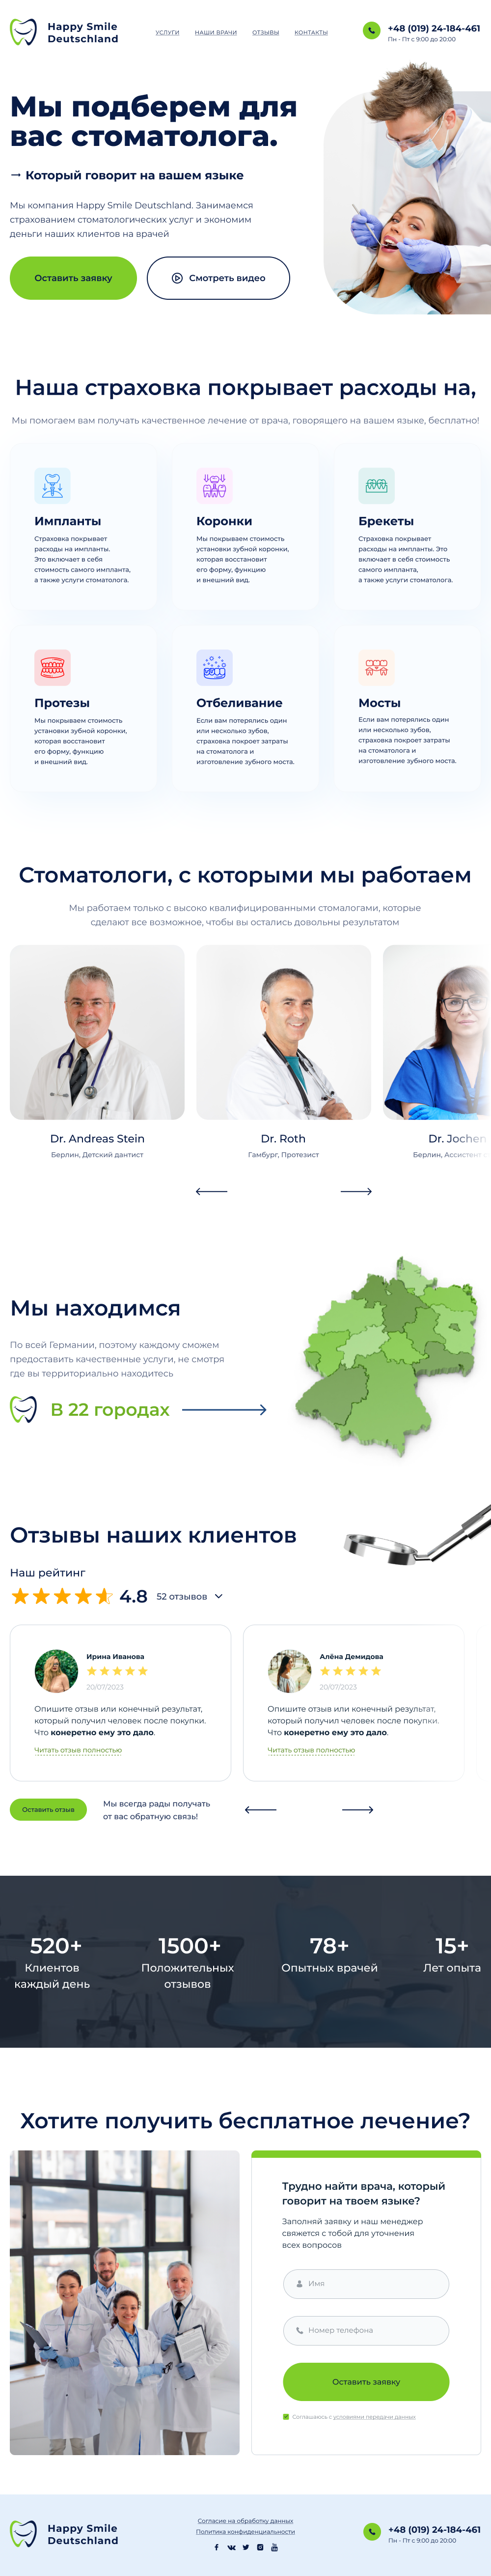 Happy Smile
Deutschland
УСЛУГИ
НАШИ ВРАЧИ
ОТЗЫВЫ
КОНТАКТЫ
+48 (019) 24-184-461
Пн - Пт с 9:00 до 20:00
Мы подберем для
вас стоматолога.
→ Который говорит на вашем языке
Мы компания Happy Smile Deutschland. Занимаемся
страхованием стоматологических услуг и экономим
деньги наших клиентов на врачей
Оставить заявку
Смотреть видео
Наша страховка покрывает расходы на,
Мы помогаем вам получать качественное лечение от врача, говорящего на вашем языке, бесплатно!
Импланты
Страховка покрывает
расходы на импланты.
Это включает в себя
стоимость самого импланта,
а также услуги стоматолога.
Коронки
Мы покрываем стоимость
установки зубной коронки,
которая восстановит
его форму, функцию
и внешний вид.
Брекеты
Страховка покрывает
расходы на импланты. Это
включает в себя стоимость
самого импланта,
а также услуги стоматолога.
Протезы
Мы покрываем стоимость
установки зубной коронки,
которая восстановит
его форму, функцию
и внешний вид.
Отбеливание
Если вам потерялись один
или несколько зубов,
страховка покроет затраты
на стоматолога и
изготовление зубного моста.
Мосты
Если вам потерялись один
или несколько зубов,
страховка покроет затраты
на стоматолога и
изготовление зубного моста.
Стоматологи, с которыми мы работаем
Мы работаем только с высоко квалифицированными стомалогами, которые
сделают все возможное, чтобы вы остались довольны результатом
Dr. Andreas Stein
Берлин, Детский дантист
Dr. Roth
Гамбург, Протезист
Dr. Jochen
Берлин, Ассистент
Мы находимся
По всей Германии, поэтому каждому сможем
предоставить качественные услуги, не смотря
где вы территориально находитесь
В 22 городах
Отзывы наших клиентов
Наш рейтинг
4.8
52 отзывов
Ирина Иванова
20/07/2023
Опишите отзыв или конечный результат,
который получил человек после покупки.
Что конеретно ему это дало.
Читать отзыв полностью
Алёна Демидова
20/07/2023
Опишите отзыв или конечный результат,
который получил человек после покупки.
Что конеретно ему это дало.
Читать отзыв полностью
Оставить отзыв
Мы всегда рады получать
от вас обратную связь!
520+
Клиентов
каждый день
1500+
Положительных
отзывов
78+
Опытных врачей
15+
Лет опыта
Хотите получить бесплатное лечение?
Трудно найти врача, который
говорит на твоем языке?
Заполняй заявку и наш менеджер
свяжется с тобой для уточнения
всех вопросов
Имя
Номер телефона
Оставить заявку
Соглашаюсь с условиями передачи данных
Happy Smile
Deutschland
Согласие на обработку данных
Политика конфиденциальности
+48 (019) 24-184-461
Пн - Пт с 9:00 до 20:00